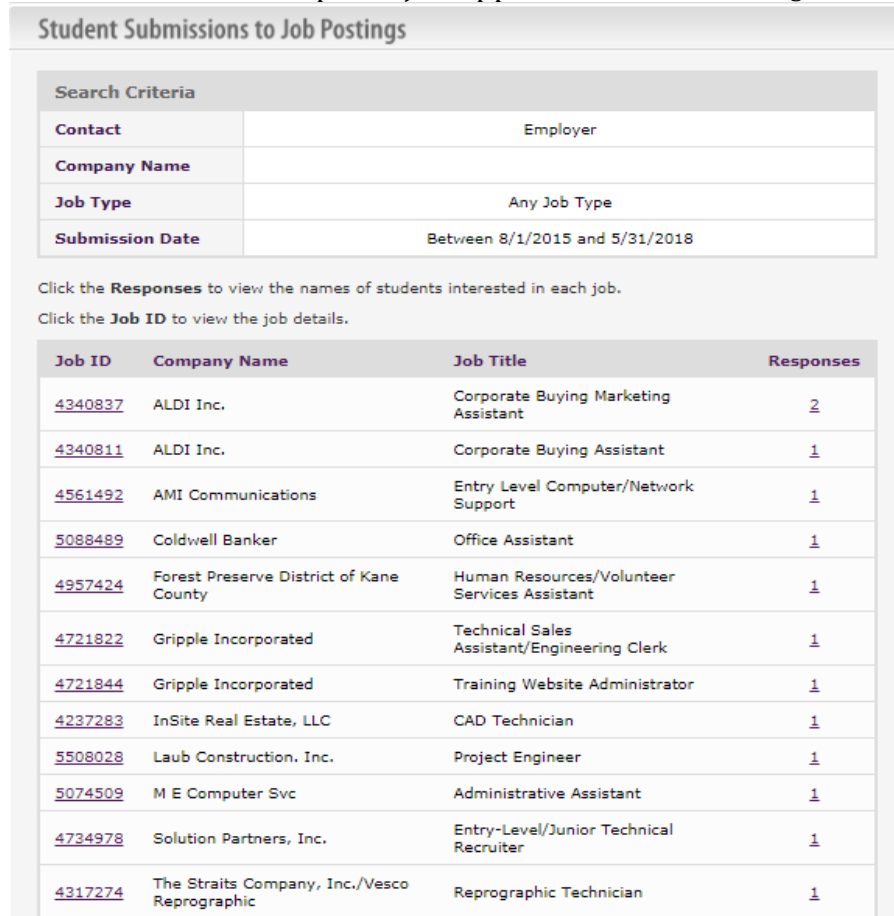 Student Submissions to Job Postings
Search Criteria
Contact Employer
Company Name
Job Type Any Job Type
Submission Date Between 8/1/2015 and 5/31/2018
Click the Responses to view the names of students interested in each job.
Click the Job ID to view the job details.
Job ID Company Name Job Title Responses
4340837 ALDI Inc. Corporate Buying Marketing Assistant 2
4340811 ALDI Inc. Corporate Buying Assistant 1
4561492 AMI Communications Entry Level Computer/Network Support 1
5088489 Coldwell Banker Office Assistant 1
4957424 Forest Preserve District of Kane County Human Resources/Volunteer Services Assistant 1
4721822 Gripple Incorporated Technical Sales Assistant/Engineering Clerk 1
4721844 Gripple Incorporated Training Website Administrator 1
4237283 InSite Real Estate, LLC CAD Technician 1
5508028 Laub Construction. Inc. Project Engineer 1
5074509 M E Computer Svc Administrative Assistant 1
4734978 Solution Partners, Inc. Entry-Level/Junior Technical Recruiter 1
4317274 The Straits Company, Inc./Vesco Reprographic Reprographic Technician 1